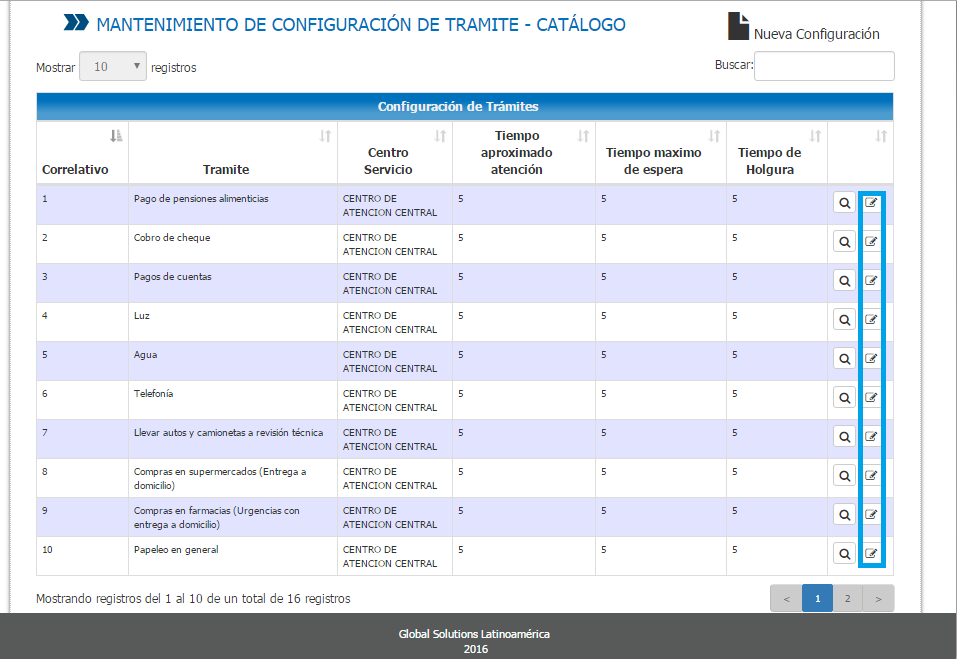 MANTENIMIENTO DE CONFIGURACIÓN DE TRAMITE - CATÁLOGO
Nueva Configuración
Mostrar 10 registros
Buscar:
Configuración de Trámites
Correlativo Tramite Centro Servicio Tiempo aproximado atención Tiempo maximo de espera Tiempo de Holgura
1 Pago de pensiones alimenticias CENTRO DE ATENCION CENTRAL 5 5 5
2 Cobro de cheque CENTRO DE ATENCION CENTRAL 5 5 5
3 Pagos de cuentas CENTRO DE ATENCION CENTRAL 5 5 5
4 Luz CENTRO DE ATENCION CENTRAL 5 5 5
5 Agua CENTRO DE ATENCION CENTRAL 5 5 5
6 Telefonía CENTRO DE ATENCION CENTRAL 5 5 5
7 Llevar autos y camionetas a revisión técnica CENTRO DE ATENCION CENTRAL 5 5 5
8 Compras en supermercados (Entrega a domicilio) CENTRO DE ATENCION CENTRAL 5 5 5
9 Compras en farmacias (Urgencias con entrega a domicilio) CENTRO DE ATENCION CENTRAL 5 5 5
10 Papeleo en general CENTRO DE ATENCION CENTRAL 5 5 5
Mostrando registros del 1 al 10 de un total de 16 registros
< 1 2 >
Global Solutions Latinoamérica
2016